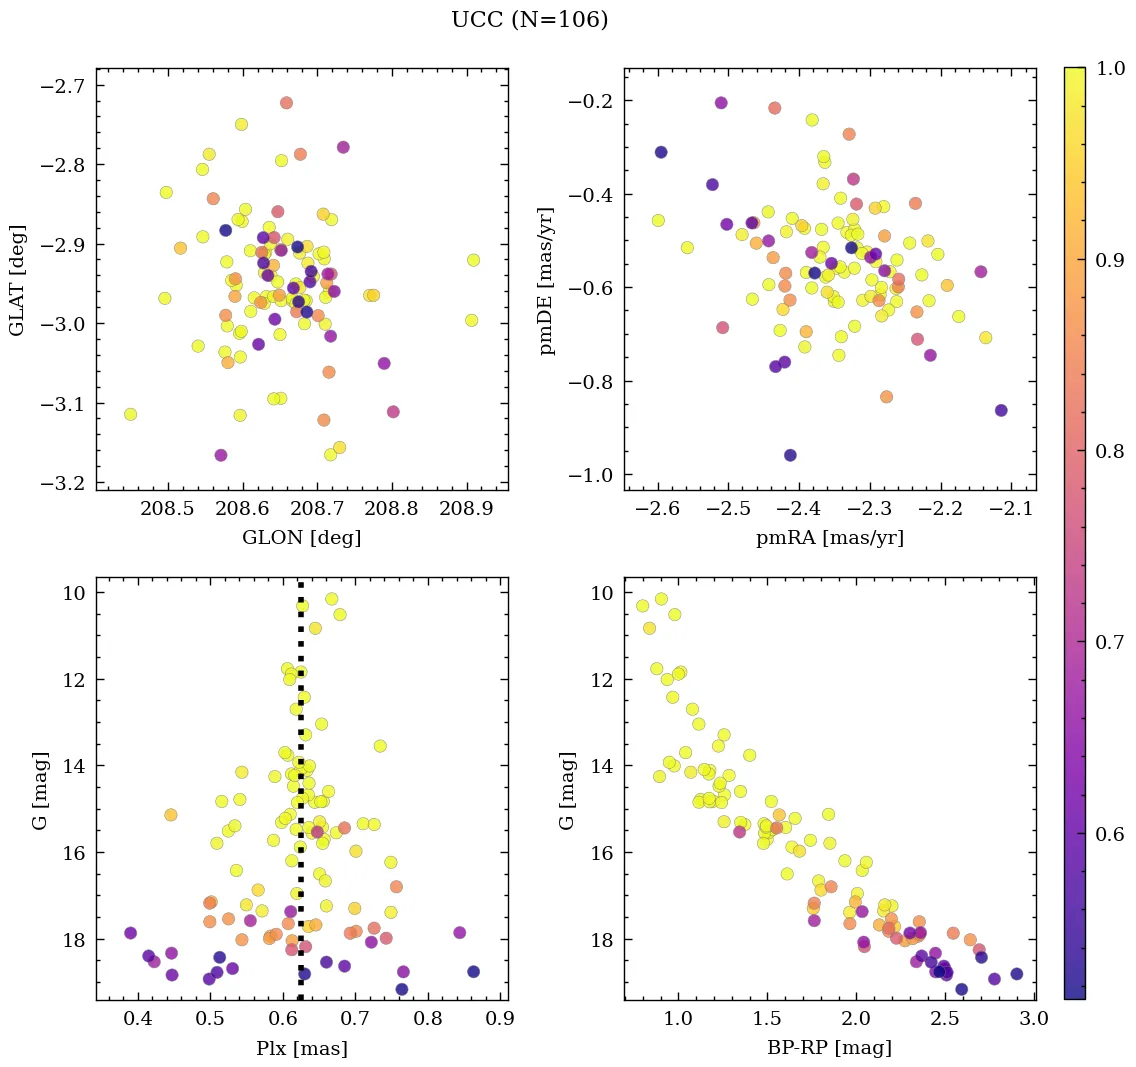 UCC (N=106)
−2.7
−2.8
−2.9
−3.0
−3.1
−3.2
GLAT [deg]
208.5 208.6 208.7 208.8 208.9
GLON [deg]
−0.2
−0.4
−0.6
−0.8
−1.0
pmDE [mas/yr]
−2.6 −2.5 −2.4 −2.3 −2.2 −2.1
pmRA [mas/yr]
10
12
14
16
18
G [mag]
0.4 0.5 0.6 0.7 0.8 0.9
Plx [mas]
10
12
14
16
18
G [mag]
1.0 1.5 2.0 2.5 3.0
BP-RP [mag]
1.0
0.9
0.8
0.7
0.6